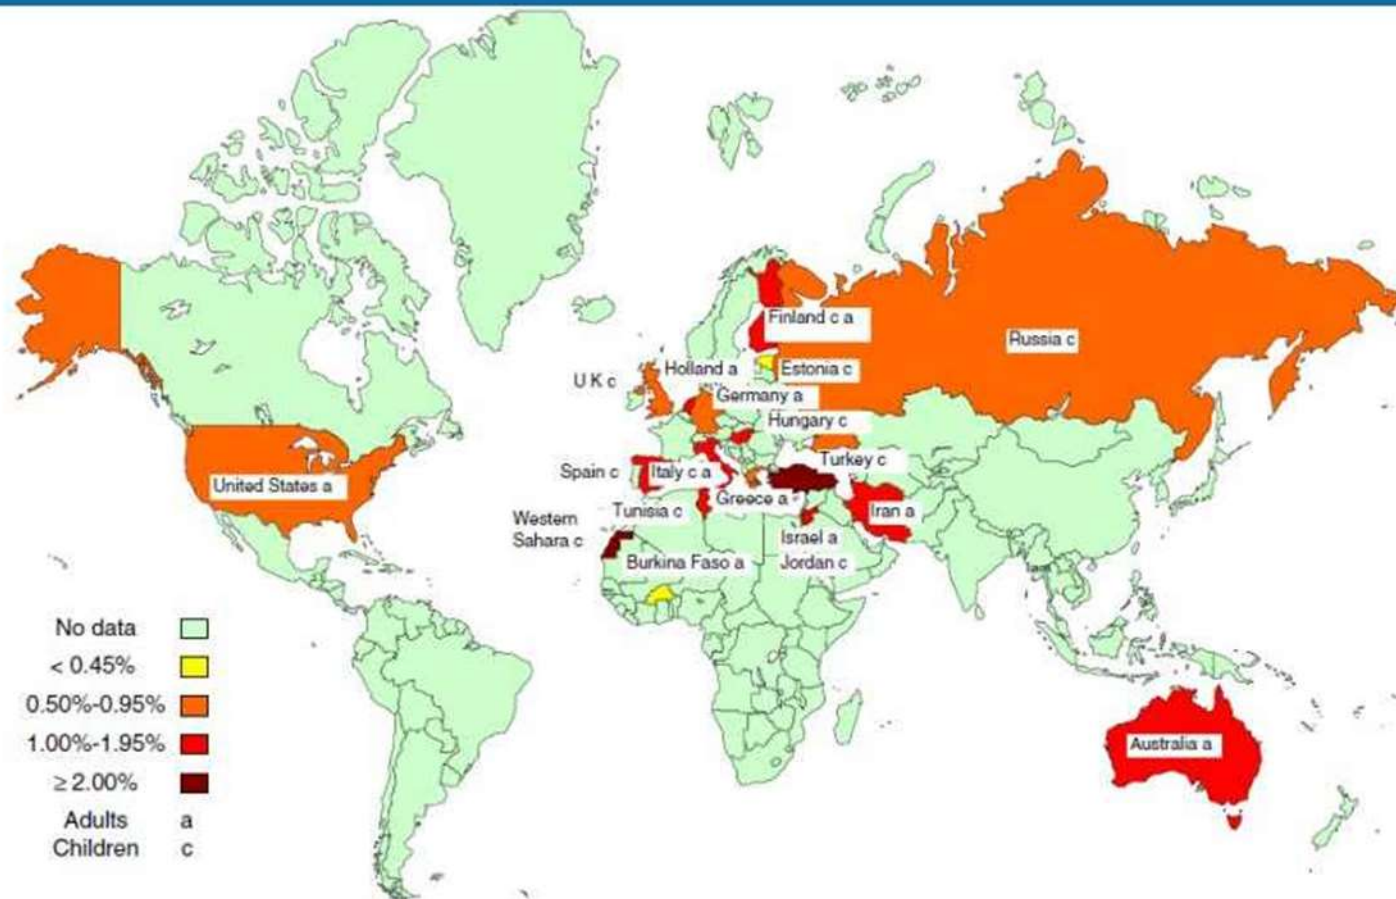 Finland c a
Russia c
Holland a
Estonia c
U K c
Germany a
Hungary c
Turkey c
Spain c
Italy c a
United States a
Greece a
Tunisia c
Iran a
Western
Sahara c
Israel a
Burkina Faso a
Jordan c
No data
< 0.45%
0.50%-0.95%
1.00%-1.95%
≥ 2.00%
Adults a
Children c
Australia a